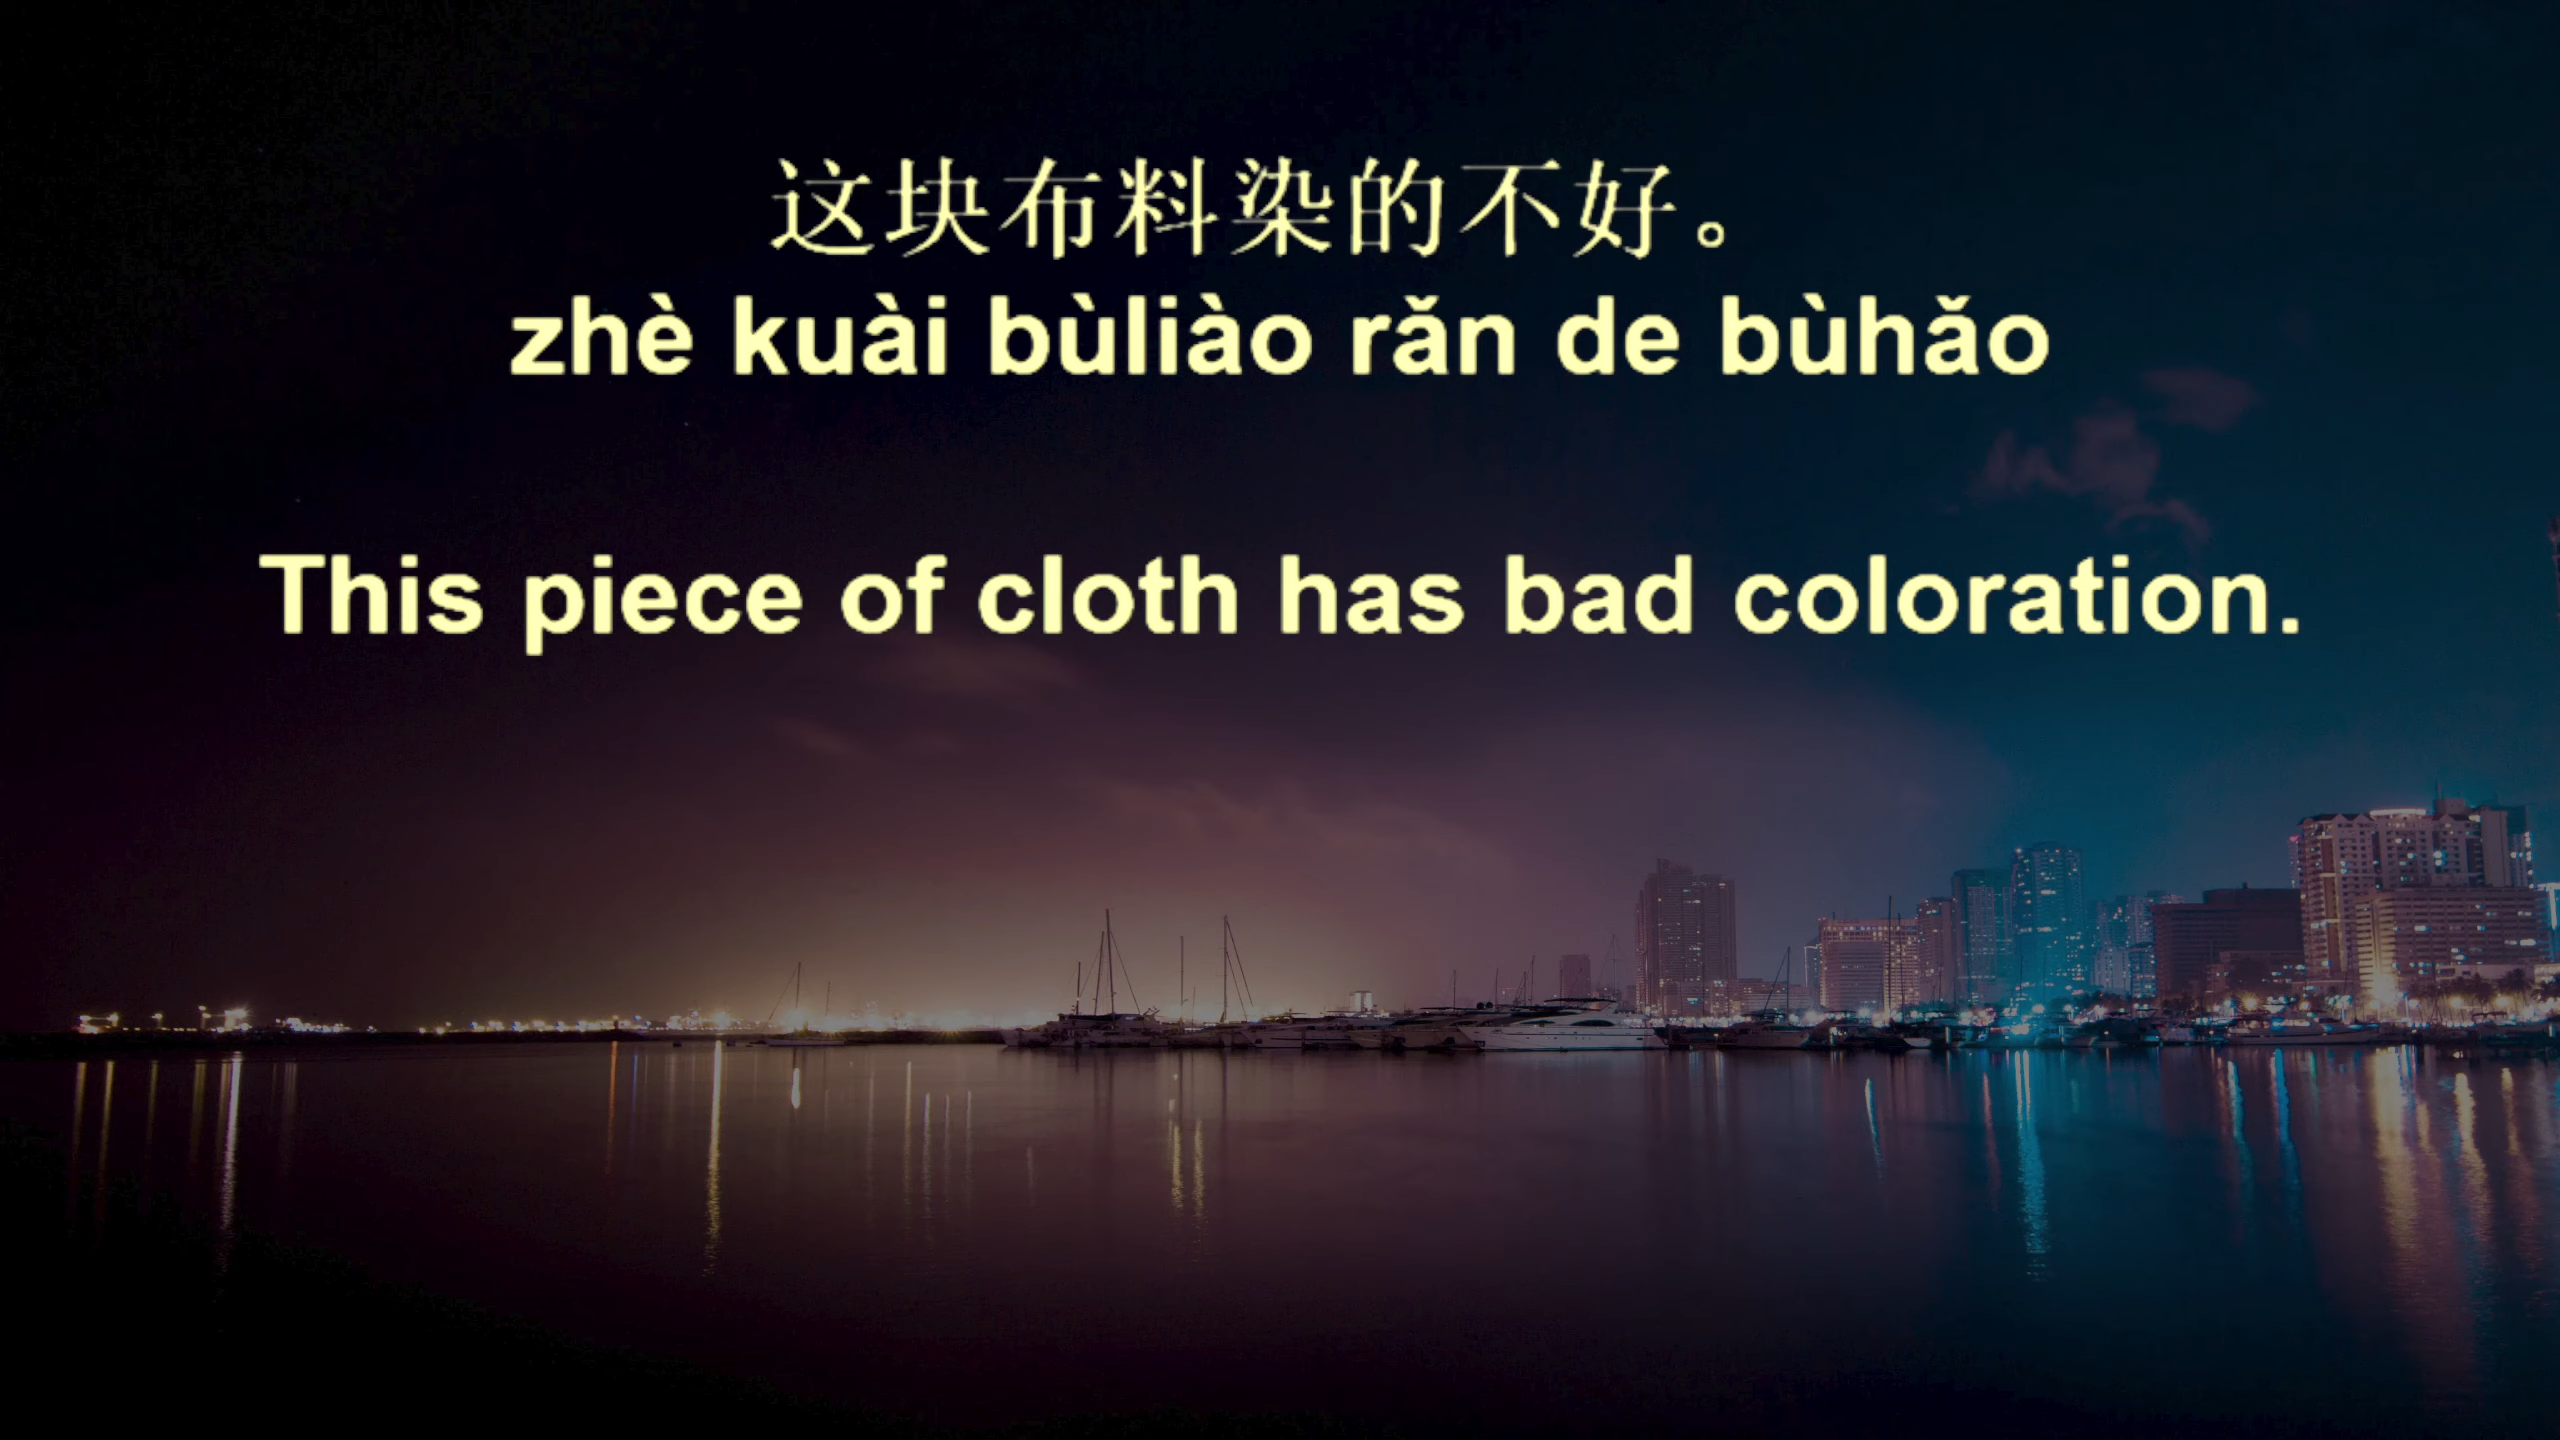 这块布料染的不好。
zhè kuài bùliào rǎn de bùhǎo
This piece of cloth has bad coloration.